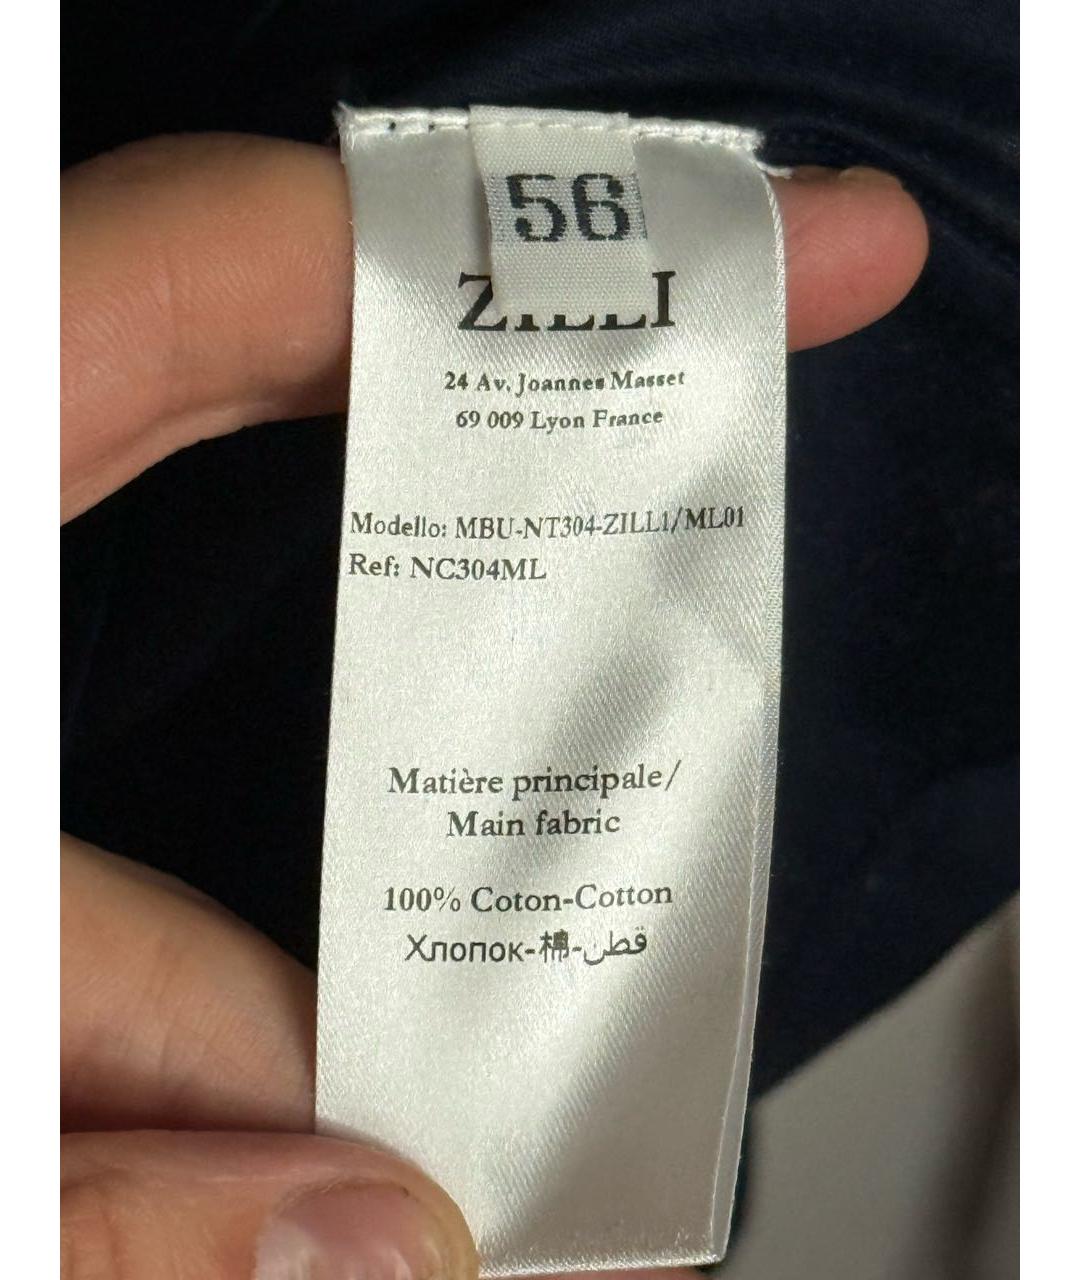 56
ZILLI
24 Av. Joannes Masset
69 009 Lyon France
Modello: MBU-NT304-ZILL1/ML01
Ref: NC304ML
Matière principale/
Main fabric
100% Coton-Cotton
Хлопок-棉-قطن